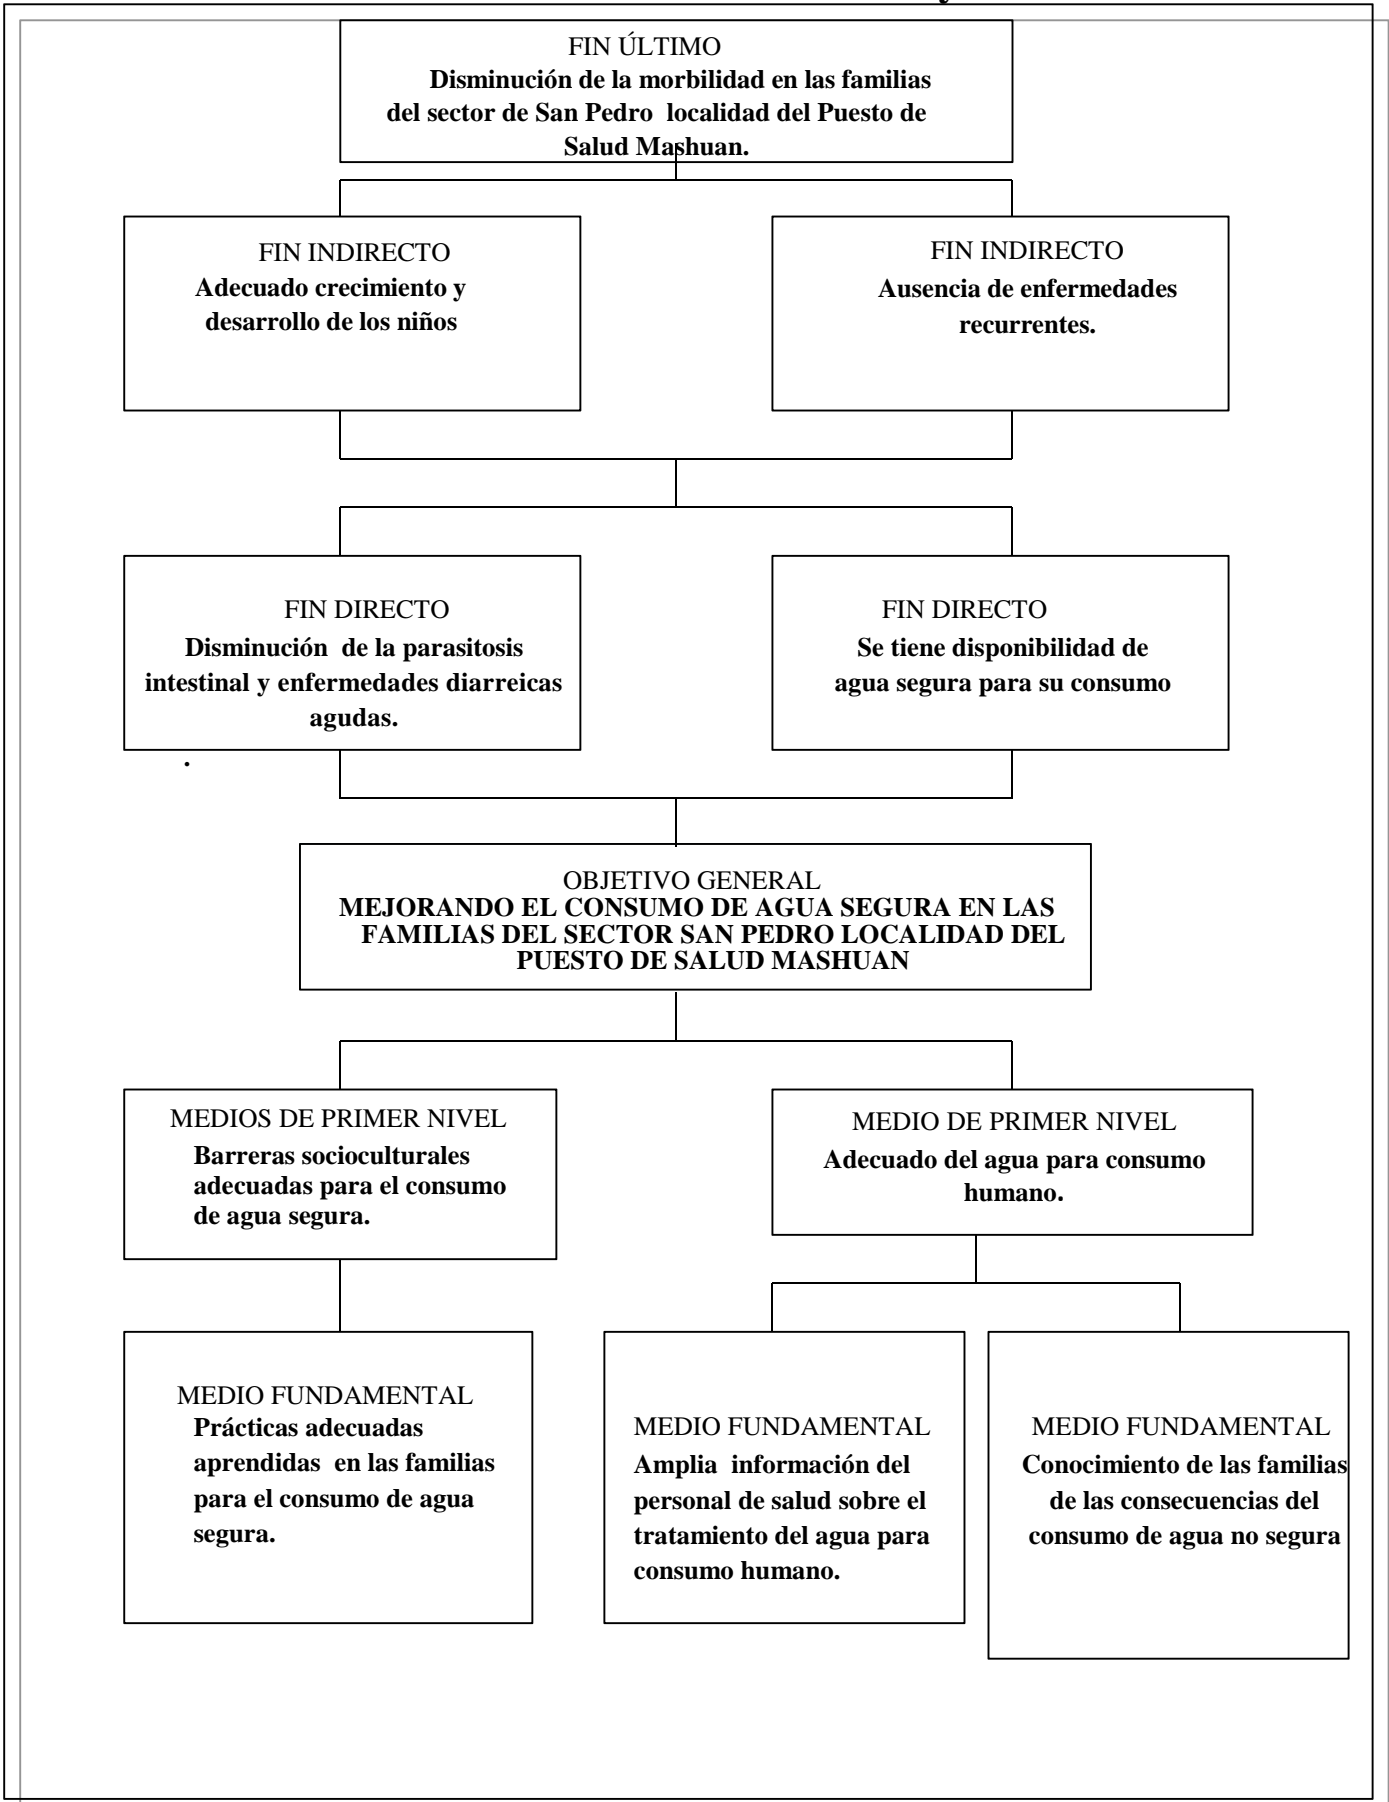 FIN ÚLTIMO
Disminución de la morbilidad en las familias
del sector de San Pedro localidad del Puesto de
Salud Mashuan.
FIN INDIRECTO
Adecuado crecimiento y
desarrollo de los niños
FIN INDIRECTO
Ausencia de enfermedades
recurrentes.
FIN DIRECTO
Disminución de la parasitosis
intestinal y enfermedades diarreicas
agudas.
.
FIN DIRECTO
Se tiene disponibilidad de
agua segura para su consumo
OBJETIVO GENERAL
MEJORANDO EL CONSUMO DE AGUA SEGURA EN LAS
FAMILIAS DEL SECTOR SAN PEDRO LOCALIDAD DEL
PUESTO DE SALUD MASHUAN
MEDIOS DE PRIMER NIVEL
Barreras socioculturales
adecuadas para el consumo
de agua segura.
MEDIO DE PRIMER NIVEL
Adecuado del agua para consumo
humano.
MEDIO FUNDAMENTAL
Prácticas adecuadas
aprendidas en las familias
para el consumo de agua
segura.
MEDIO FUNDAMENTAL
Amplia información del
personal de salud sobre el
tratamiento del agua para
consumo humano.
MEDIO FUNDAMENTAL
Conocimiento de las familias
de las consecuencias del
consumo de agua no segura